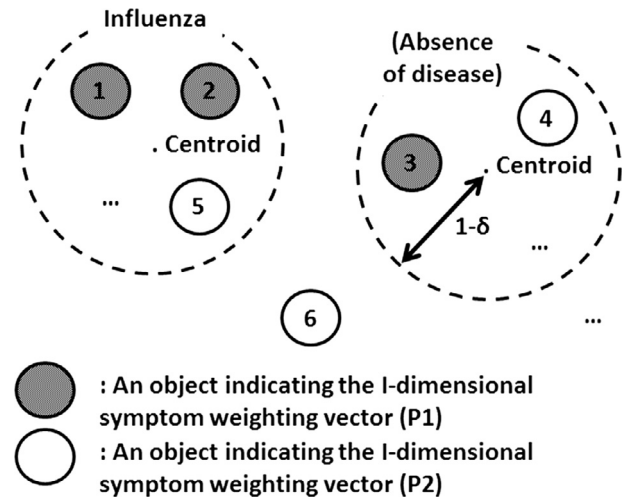 Influenza
1
2
. Centroid
...
5
(Absence
of disease)
4
3
. Centroid
1-δ
...
6
...
: An object indicating the I-dimensional
symptom weighting vector (P1)
: An object indicating the I-dimensional
symptom weighting vector (P2)